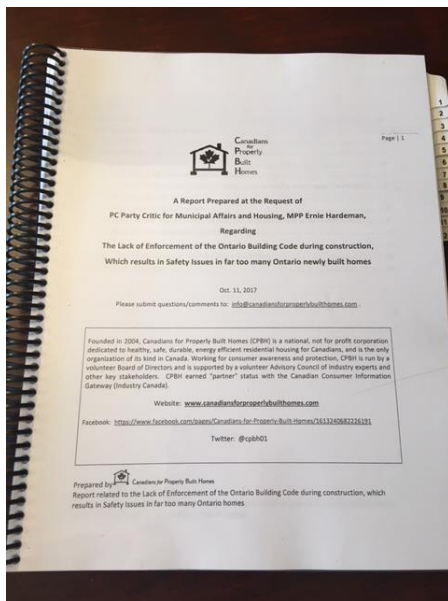 Canadians
for
Properly
Built
Homes
Page | 1
A Report Prepared at the Request of
PC Party Critic for Municipal Affairs and Housing, MPP Ernie Hardeman,
Regarding
The Lack of Enforcement of the Ontario Building Code during construction,
Which results in Safety Issues in far too many Ontario newly built homes
Oct. 11, 2017
Please submit questions/comments to: info@canadiansforproperlybuilthomes.com .
Founded in 2004, Canadians for Properly Built Homes (CPBH) is a national, not for profit corporation
dedicated to healthy, safe, durable, energy efficient residential housing for Canadians, and is the only
organization of its kind in Canada. Working for consumer awareness and protection, CPBH is run by a
volunteer Board of Directors and is supported by a volunteer Advisory Council of industry experts and
other key stakeholders. CPBH earned "partner" status with the Canadian Consumer Information
Gateway (Industry Canada).
Website: www.canadiansforproperlybuilthomes.com
Facebook: https://www.facebook.com/pages/Canadians-for-Properly-Built-Homes/1613240682226191
Twitter: @cpbh01
Prepared by Canadians for Properly Built Homes
Report related to the Lack of Enforcement of the Ontario Building Code during construction, which
results in Safety Issues in far too many Ontario homes
1
2
3
4
5
6
7
9
10
11